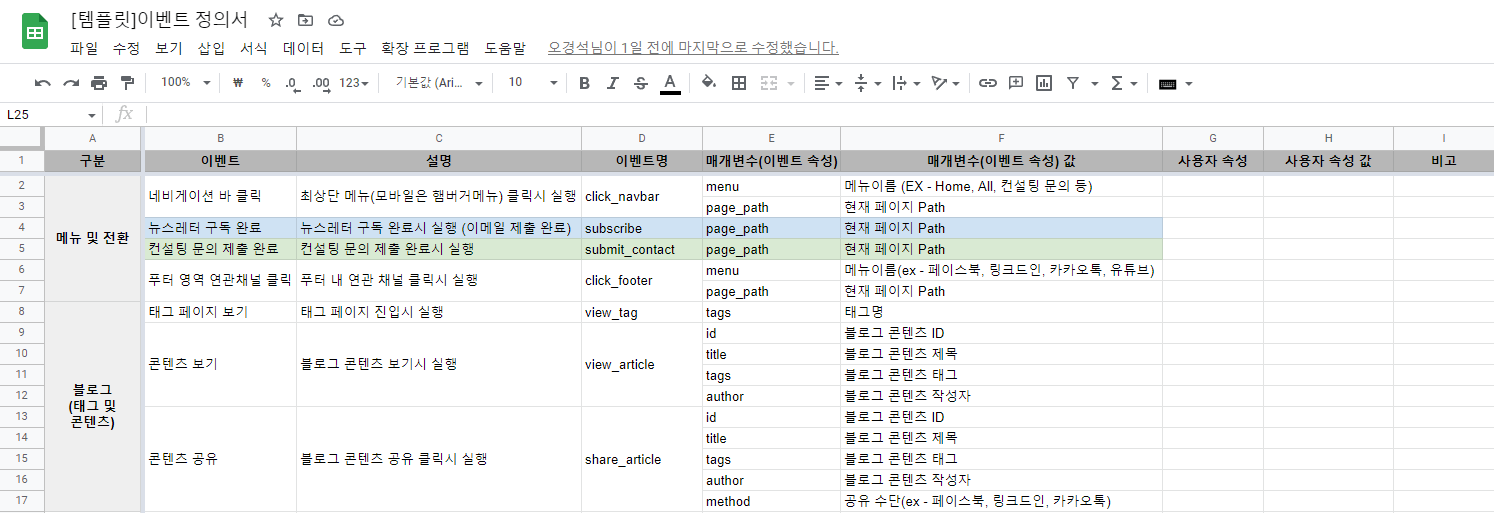 [템플릿]이벤트 정의서
파일 수정 보기 삽입 서식 데이터 도구 확장 프로그램 도움말 오경석님이 1일 전에 마지막으로 수정했습니다.
100% ₩ % .0 .00 123 기본값 (Ari... 10 B I S A
L25 fx
A B C D E F G H I
1 구분 이벤트 설명 이벤트명 매개변수(이벤트 속성) 매개변수(이벤트 속성) 값 사용자 속성 사용자 속성 값 비고
2 메뉴 및 전환 네비게이션 바 클릭 최상단 메뉴(모바일은 햄버거메뉴) 클릭시 실행 click_navbar menu 메뉴이름 (EX - Home, All, 컨설팅 문의 등)
3 page_path 현재 페이지 Path
4 뉴스레터 구독 완료 뉴스레터 구독 완료시 실행 (이메일 제출 완료) subscribe page_path 현재 페이지 Path
5 컨설팅 문의 제출 완료 컨설팅 문의 제출 완료시 실행 submit_contact page_path 현재 페이지 Path
6 푸터 영역 연관채널 클릭 푸터 내 연관 채널 클릭시 실행 click_footer menu 메뉴이름(ex - 페이스북, 링크드인, 카카오톡, 유튜브)
7 page_path 현재 페이지 Path
8 블로그 (태그 및 콘텐츠) 태그 페이지 보기 태그 페이지 진입시 실행 view_tag tags 태그명
9 콘텐츠 보기 블로그 콘텐츠 보기시 실행 view_article id 블로그 콘텐츠 ID
10 title 블로그 콘텐츠 제목
11 tags 블로그 콘텐츠 태그
12 author 블로그 콘텐츠 작성자
13 콘텐츠 공유 블로그 콘텐츠 공유 클릭시 실행 share_article id 블로그 콘텐츠 ID
14 title 블로그 콘텐츠 제목
15 tags 블로그 콘텐츠 태그
16 author 블로그 콘텐츠 작성자
17 method 공유 수단(ex - 페이스북, 링크드인, 카카오톡)